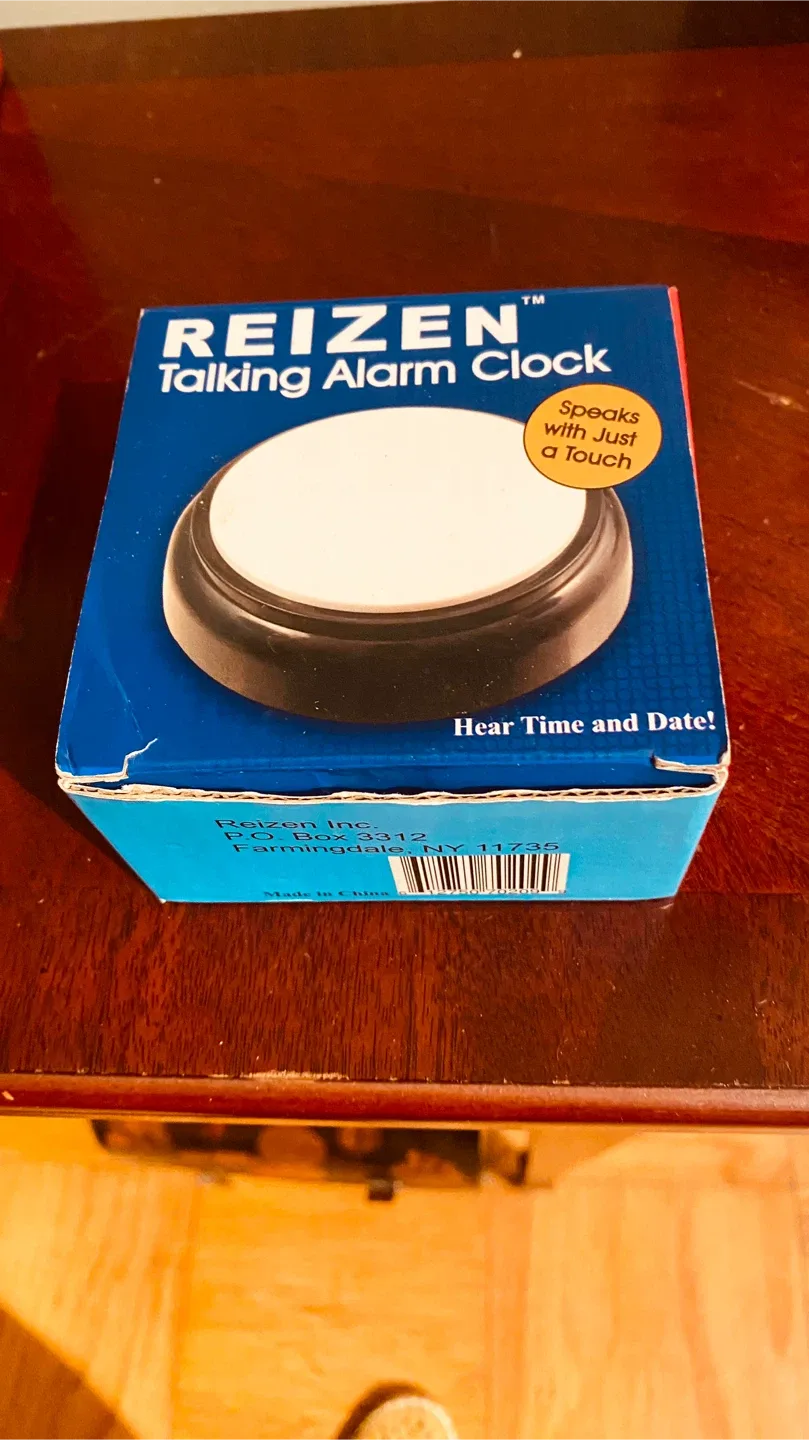 REIZEN™
Talking Alarm Clock
Speaks
with Just
a Touch
Hear Time and Date!
Reizen Inc.
P.O. Box 3312
Farmingdale, NY 11735
Made in China